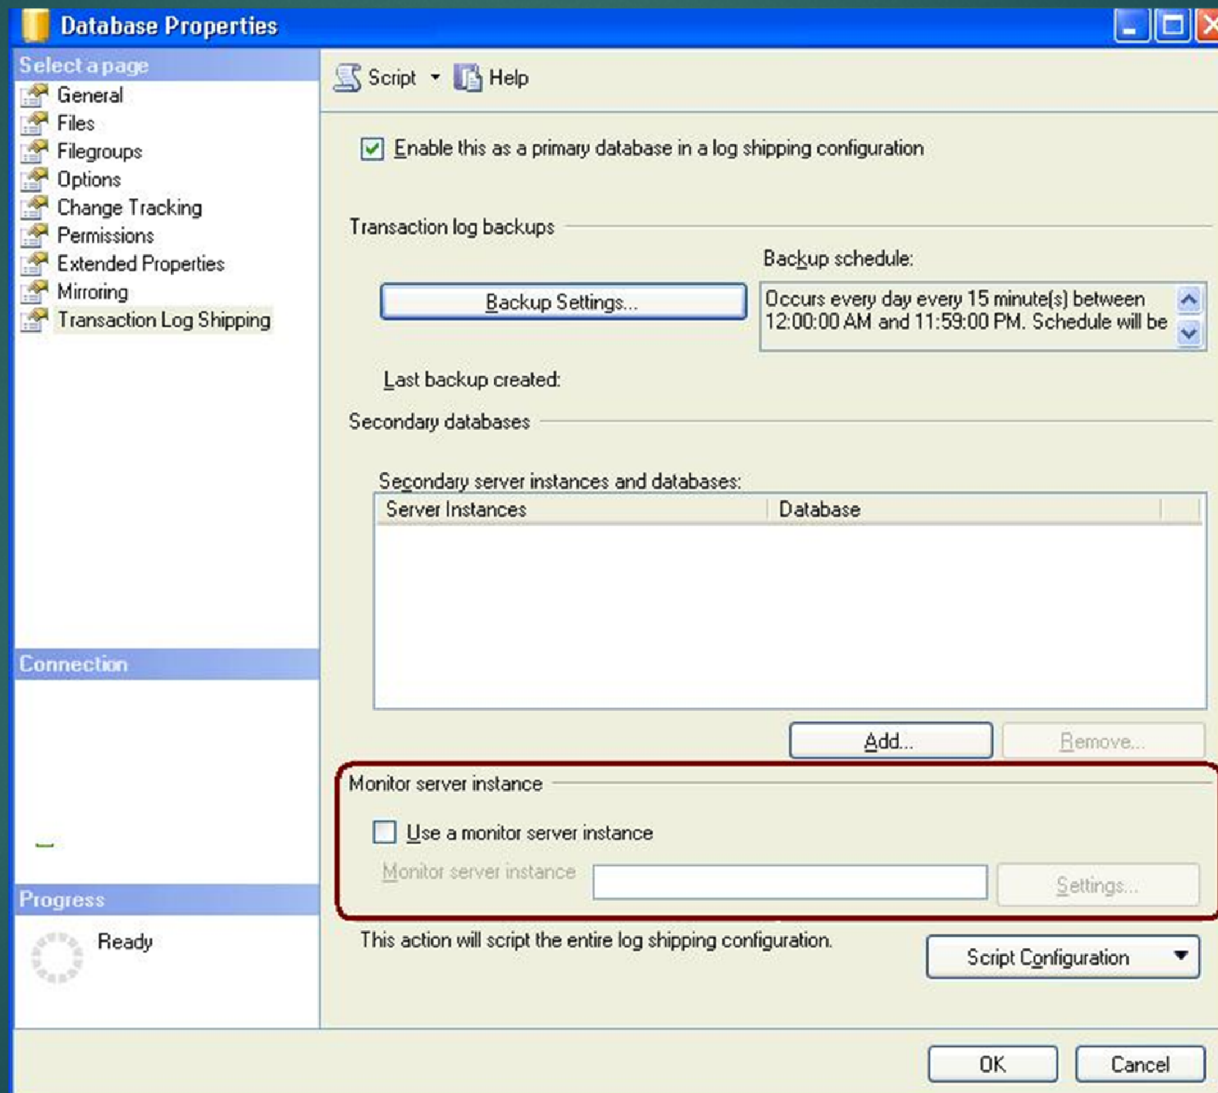 Database Properties
Select a page
General
Files
Filegroups
Options
Change Tracking
Permissions
Extended Properties
Mirroring
Transaction Log Shipping
Connection
Progress
Ready
Script
Help
Enable this as a primary database in a log shipping configuration
Transaction log backups
Backup schedule:
Backup Settings...
Occurs every day every 15 minute(s) between
12:00:00 AM and 11:59:00 PM. Schedule will be
Last backup created:
Secondary databases
Secondary server instances and databases:
Server Instances
Database
Add...
Remove...
Monitor server instance
Use a monitor server instance
Monitor server instance
Settings...
This action will script the entire log shipping configuration.
Script Configuration
OK
Cancel